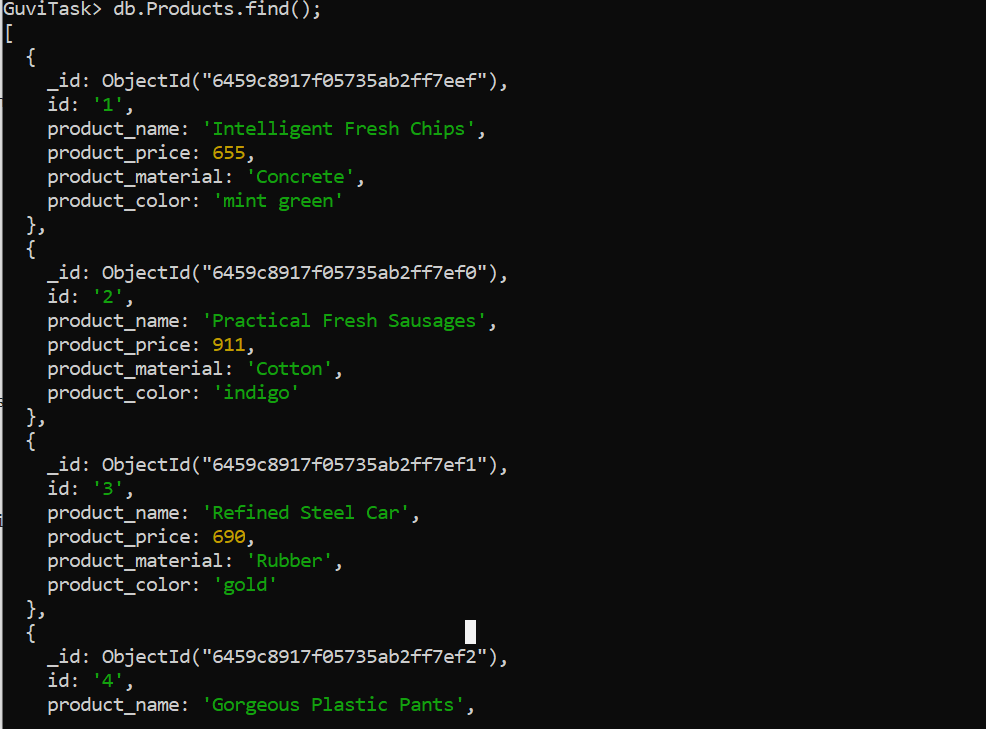 GuviTask> db.Products.find();
[
  {
    _id: ObjectId("6459c8917f05735ab2ff7eef"),
    id: '1',
    product_name: 'Intelligent Fresh Chips',
    product_price: 655,
    product_material: 'Concrete',
    product_color: 'mint green'
  },
  {
    _id: ObjectId("6459c8917f05735ab2ff7ef0"),
    id: '2',
    product_name: 'Practical Fresh Sausages',
    product_price: 911,
    product_material: 'Cotton',
    product_color: 'indigo'
  },
  {
    _id: ObjectId("6459c8917f05735ab2ff7ef1"),
    id: '3',
    product_name: 'Refined Steel Car',
    product_price: 690,
    product_material: 'Rubber',
    product_color: 'gold'
  },
  {
    _id: ObjectId("6459c8917f05735ab2ff7ef2"),
    id: '4',
    product_name: 'Gorgeous Plastic Pants',